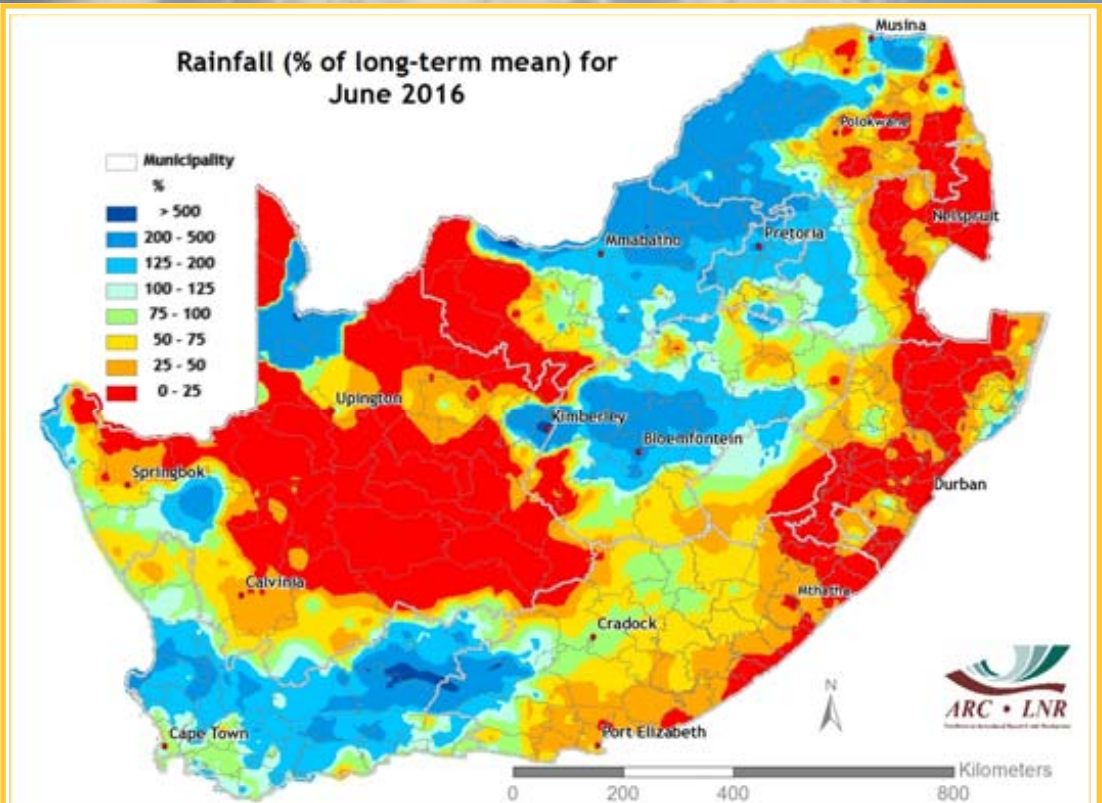 Rainfall (% of long-term mean) for
June 2016
Municipality
%
> 500
200 - 500
125 - 200
100 - 125
75 - 100
50 - 75
25 - 50
0 - 25
Musina
Polokwane
Nelspruit
Mmabatho
Pretoria
Upington
Kimberley
Bloemfontein
Springbok
Durban
Calvinia
Mthatha
Cradock
Cape Town
Port Elizabeth
N
ARC • LNR
Kilometers
0 200 400 800